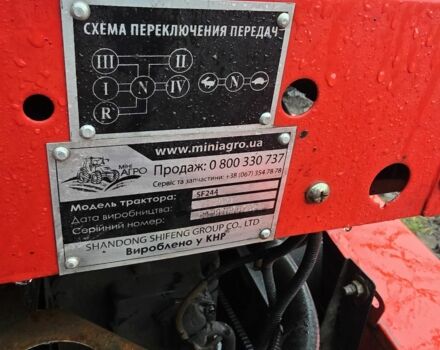 СХЕМА ПЕРЕКЛЮЧЕНИЯ ПЕРЕДАЧ
III II
I N IV N
R
www.miniagro.ua
МІНІ АГРО
Продаж: 0 800 330 737
Сервіс та запчастини: +38 (067) 354 78 78
Модель трактора: SF244
Дата виробництва:
Серійний номер:
SHANDONG SHIFENG GROUP CO., LTD
Вироблено у КНР